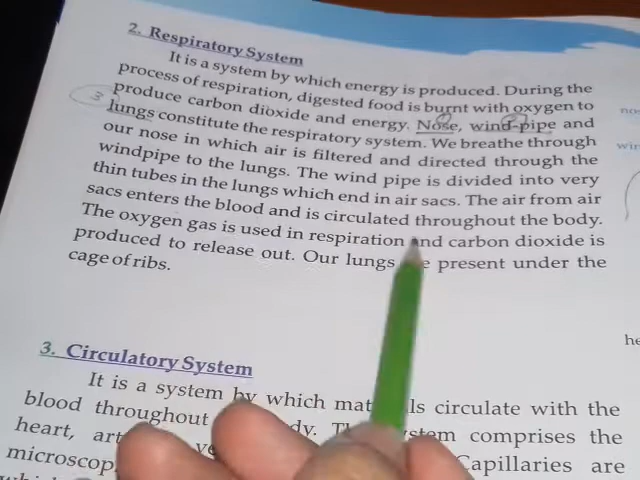 2. Respiratory System
It is a system by which energy is produced. During the
process of respiration, digested food is burnt with oxygen to
produce carbon dioxide and energy. Nose, wind-pipe and
3 lungs constitute the respiratory system. We breathe through
our nose in which air is filtered and directed through the
windpipe to the lungs. The wind pipe is divided into very
thin tubes in the lungs which end in air sacs. The air from air
sacs enters the blood and is circulated throughout the body.
The oxygen gas is used in respiration and carbon dioxide is
produced to release out. Our lungs present under the
cage of ribs.
3. Circulatory System
It is a system by which circulate with the
blood throughout
heart, comprises the
Capillaries are